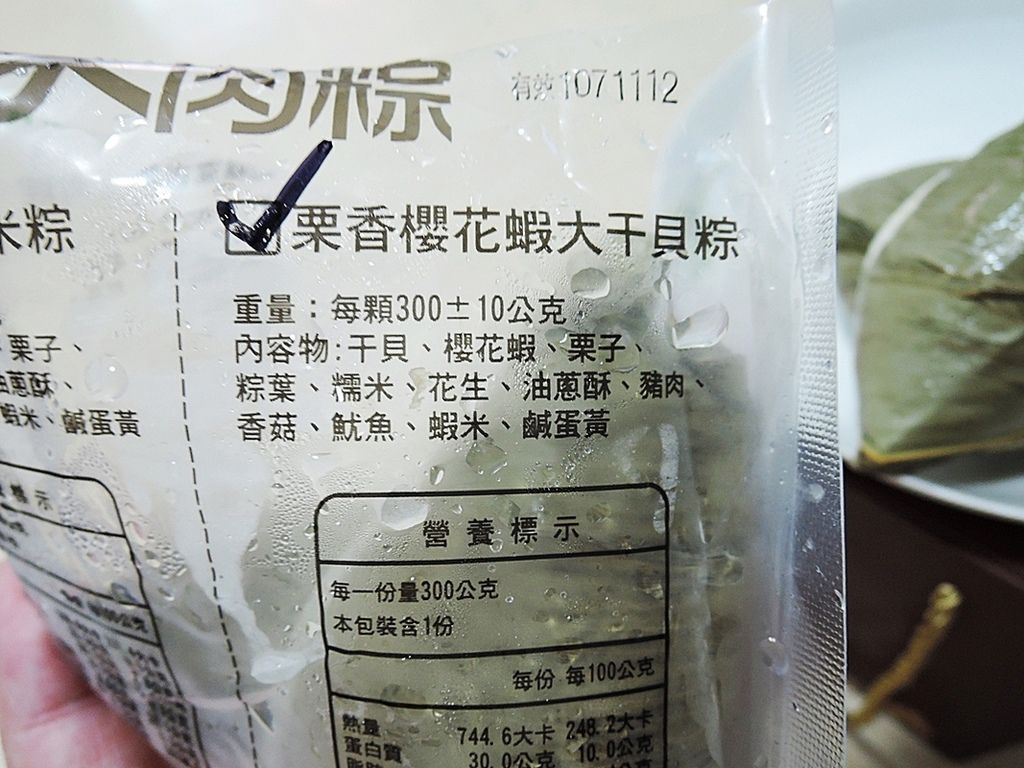 大肉粽
有效1071112
米粽
栗香櫻花蝦大干貝粽
重量：每顆300±10公克
內容物:干貝、櫻花蝦、栗子、
粽葉、糯米、花生、油蔥酥、豬肉、
香菇、魷魚、蝦米、鹹蛋黃
栗子、
油蔥酥、
蝦米、鹹蛋黃
標示
營養標示
每一份量300公克
本包裝含1份
每份 每100公克
熱量 744.6大卡 248.2大卡
蛋白質 30.0公克 10.0公克